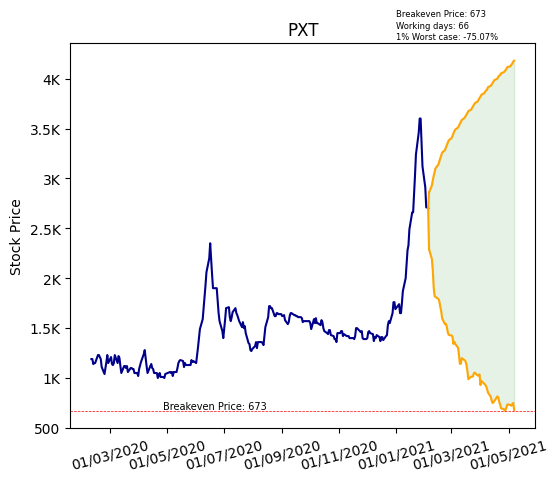 Breakeven Price: 673
Working days: 66
1% Worst case: -75.07%
PXT
Stock Price
4K
3.5K
3K
2.5K
2K
1.5K
1K
500
Breakeven Price: 673
01/03/2020
01/05/2020
01/07/2020
01/09/2020
01/11/2020
01/01/2021
01/03/2021
01/05/2021